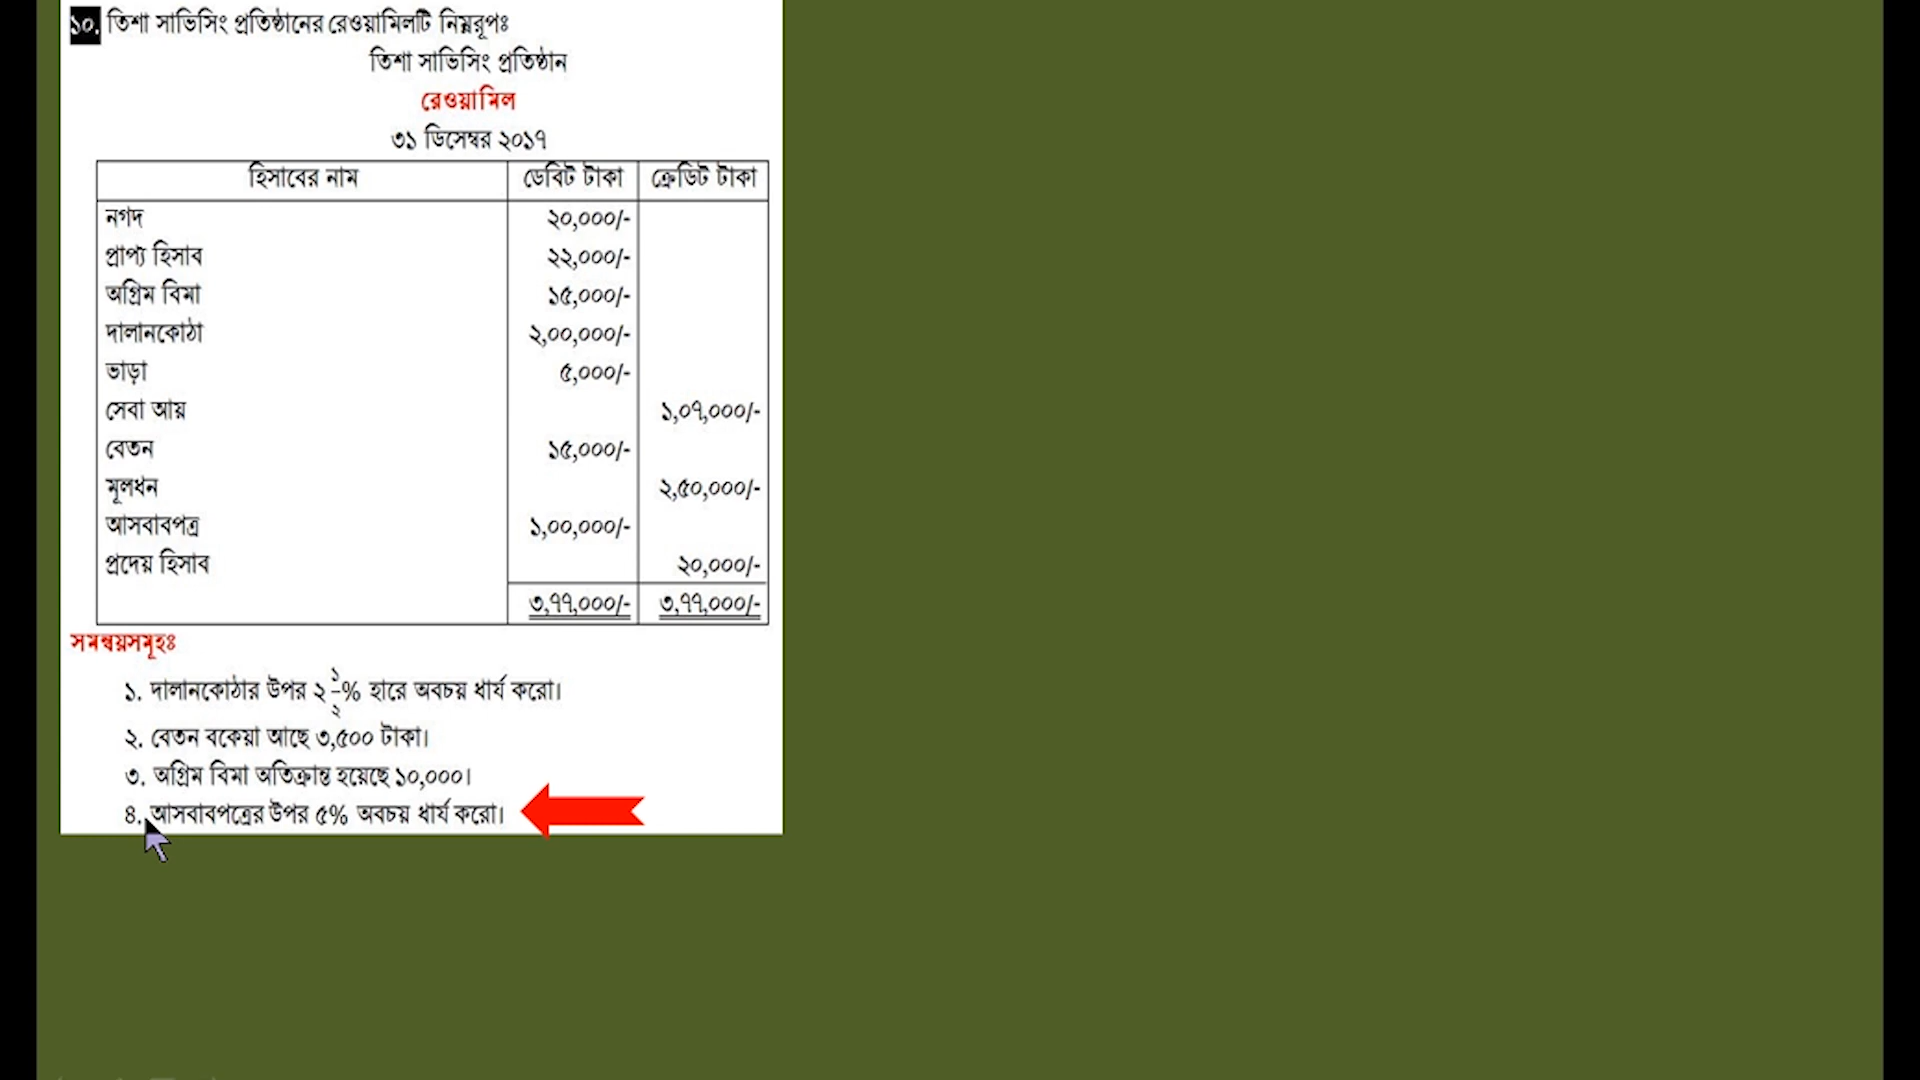 ১০. তিশা সার্ভিসিং প্রতিষ্ঠানের রেওয়ামিলটি নিম্নরূপঃ
তিশা সার্ভিসিং প্রতিষ্ঠান
রেওয়ামিল
৩১ ডিসেম্বর ২০১৭
হিসাবের নাম ডেবিট টাকা ক্রেডিট টাকা
নগদ ২০,০০০/-
প্রাপ্য হিসাব ২২,০০০/-
অগ্রিম বিমা ১৫,০০০/-
দালানকোঠা ২,০০,০০০/-
ভাড়া ৫,০০০/-
সেবা আয় ১,০৭,০০০/-
বেতন ১৫,০০০/-
মূলধন ২,৫০,০০০/-
আসবাবপত্র ১,০০,০০০/-
প্রদেয় হিসাব ২০,০০০/-
৩,৭৭,০০০/- ৩,৭৭,০০০/-
সমন্বয়সমূহঃ
১. দালানকোঠার উপর ২ ১/২% হারে অবচয় ধার্য করো।
২. বেতন বকেয়া আছে ৩,৫০০ টাকা।
৩. অগ্রিম বিমা অতিক্রান্ত হয়েছে ১০,০০০।
৪. আসবাবপত্রের উপর ৫% অবচয় ধার্য করো।